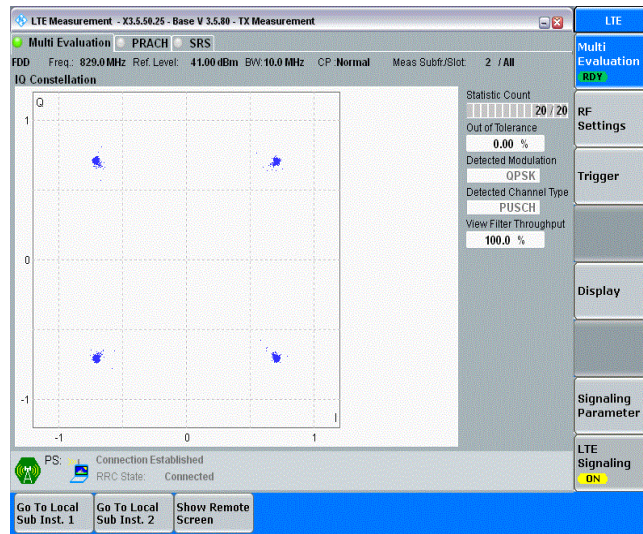 LTE Measurement - X3.5.50.25 - Base V 3.5.80 - TX Measurement
LTE
Multi Evaluation PRACH SRS
FDD Freq.: 829.0 MHz Ref. Level: 41.00 dBm BW: 10.0 MHz CP: Normal Meas Subfr./Slot: 2 / All
IQ Constellation
Q
1
0
-1
-1 0 1
I
Statistic Count
20 / 20
Out of Tolerance
0.00 %
Detected Modulation
QPSK
Detected Channel Type
PUSCH
View Filter Throughput
100.0 %
Multi
Evaluation
RDY
RF
Settings
Trigger
Display
Signaling
Parameter
LTE
Signaling
ON
PS: Connection Established
RRC State: Connected
Go To Local
Sub Inst. 1
Go To Local
Sub Inst. 2
Show Remote
Screen